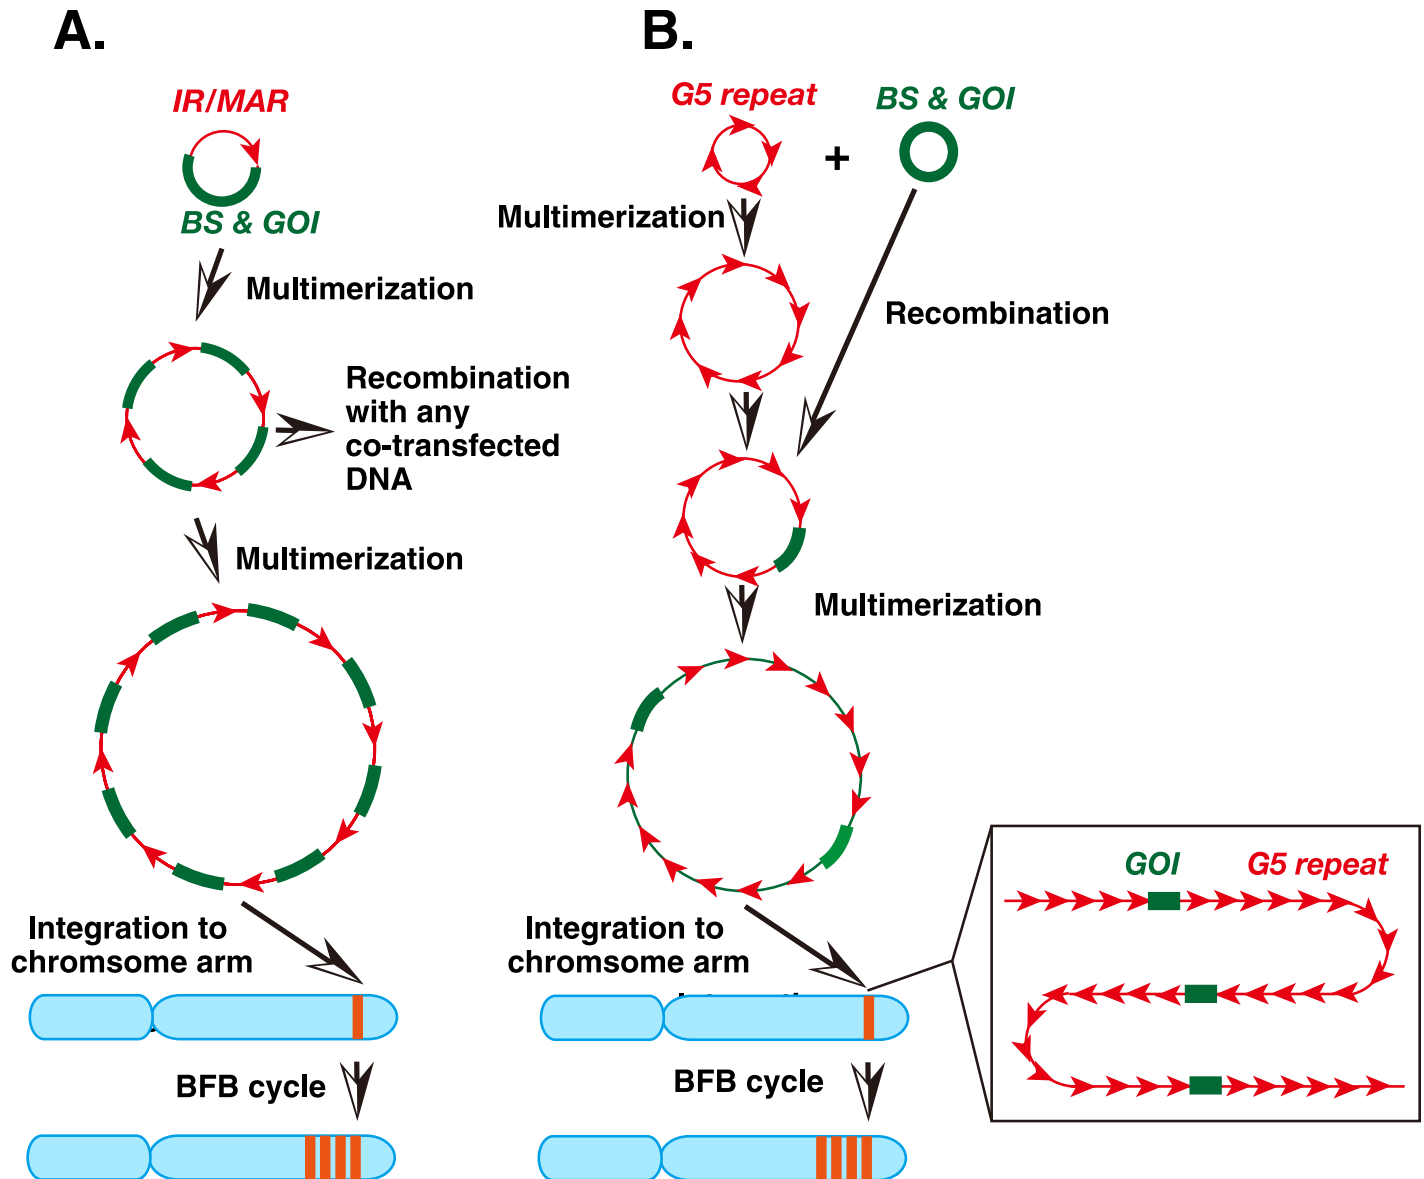 A.
IR/MAR
BS & GOI
Multimerization
Recombination
with any
co-transfected
DNA
Multimerization
Integration to
chromsome arm
BFB cycle
B.
G5 repeat
+
BS & GOI
Multimerization
Recombination
Multimerization
Integration to
chromsome arm
BFB cycle
GOI
G5 repeat